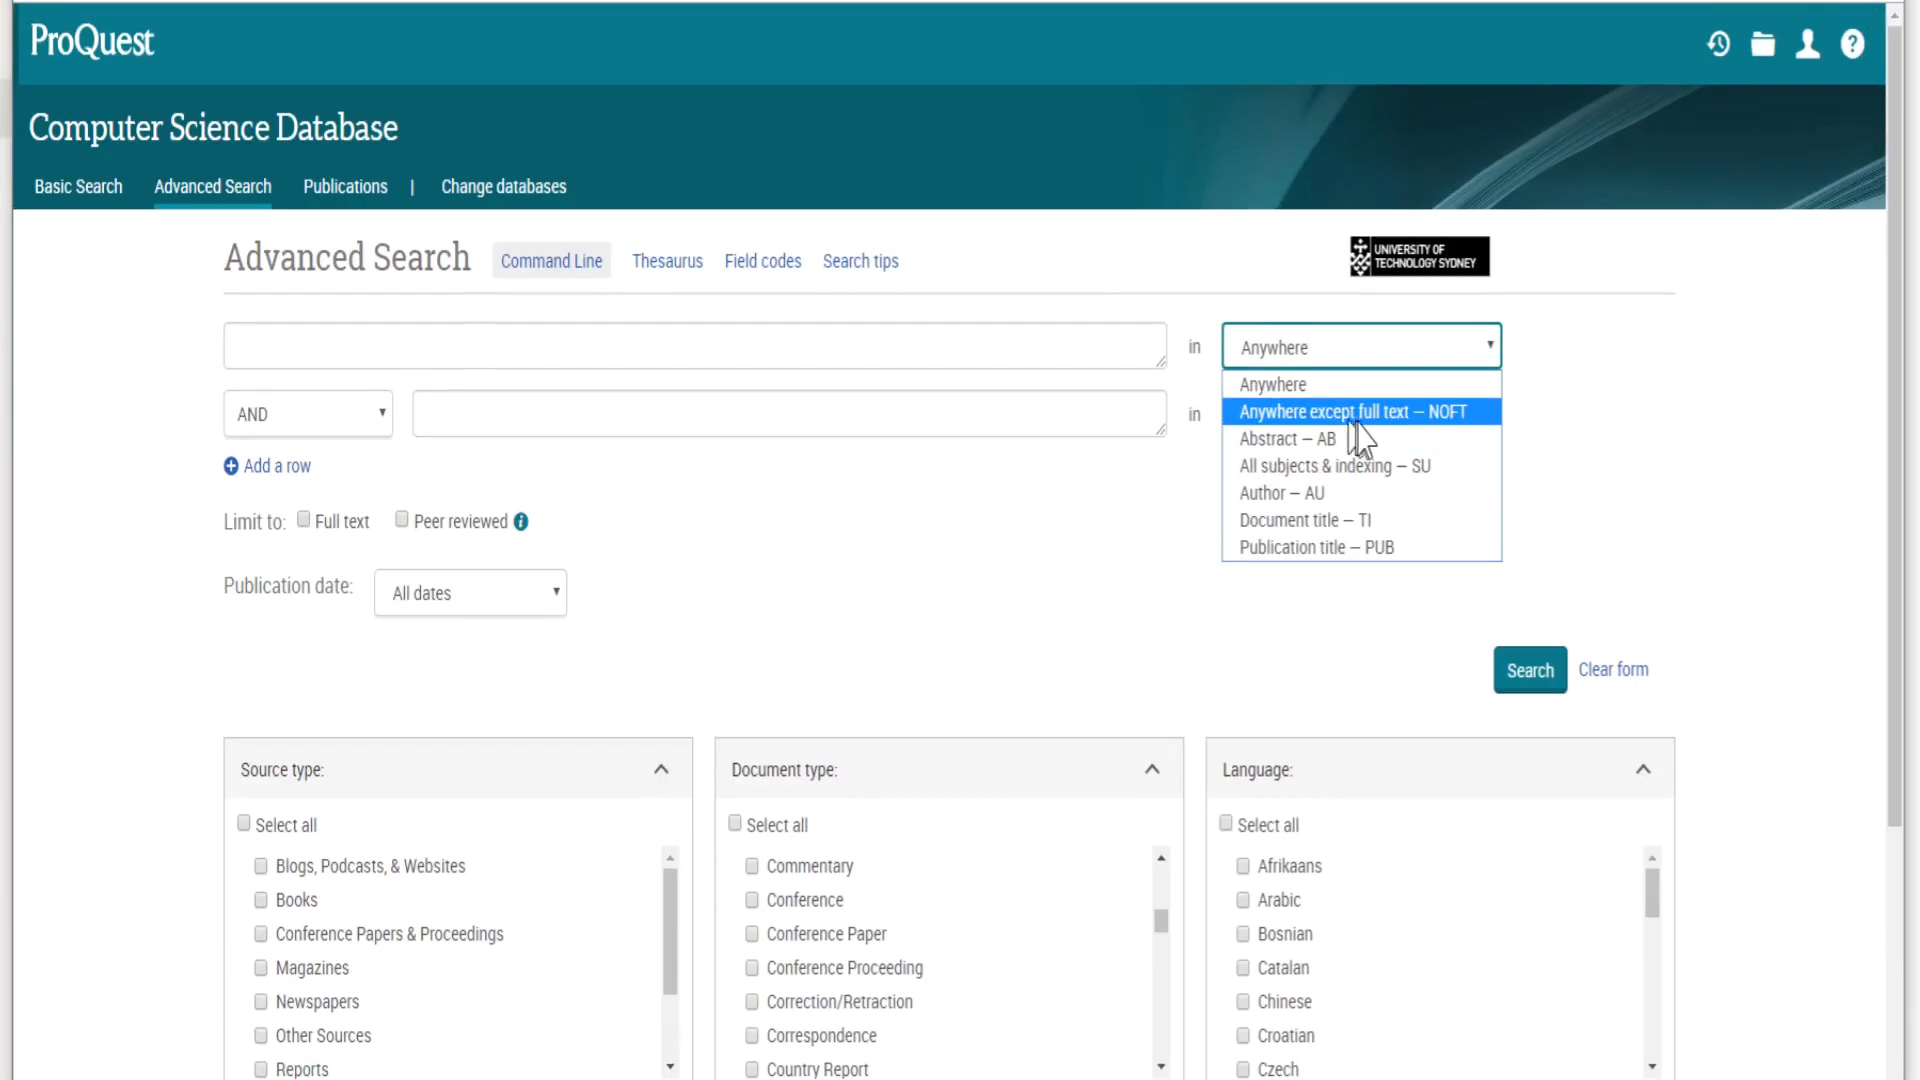 ProQuest
Computer Science Database
Basic Search Advanced Search Publications | Change databases
Advanced Search Command Line Thesaurus Field codes Search tips
UNIVERSITY OF
TECHNOLOGY SYDNEY
in Anywhere
Anywhere
AND in Anywhere except full text – NOFT
Abstract – AB
Add a row All subjects & indexing – SU
Author – AU
Limit to: Full text Peer reviewed i Document title – TI
Publication title – PUB
Publication date: All dates
Search Clear form
Source type: Document type: Language:
Select all Select all Select all
Blogs, Podcasts, & Websites Commentary Afrikaans
Books Conference Arabic
Conference Papers & Proceedings Conference Paper Bosnian
Magazines Conference Proceeding Catalan
Newspapers Correction/Retraction Chinese
Other Sources Correspondence Croatian
Reports Country Report Czech